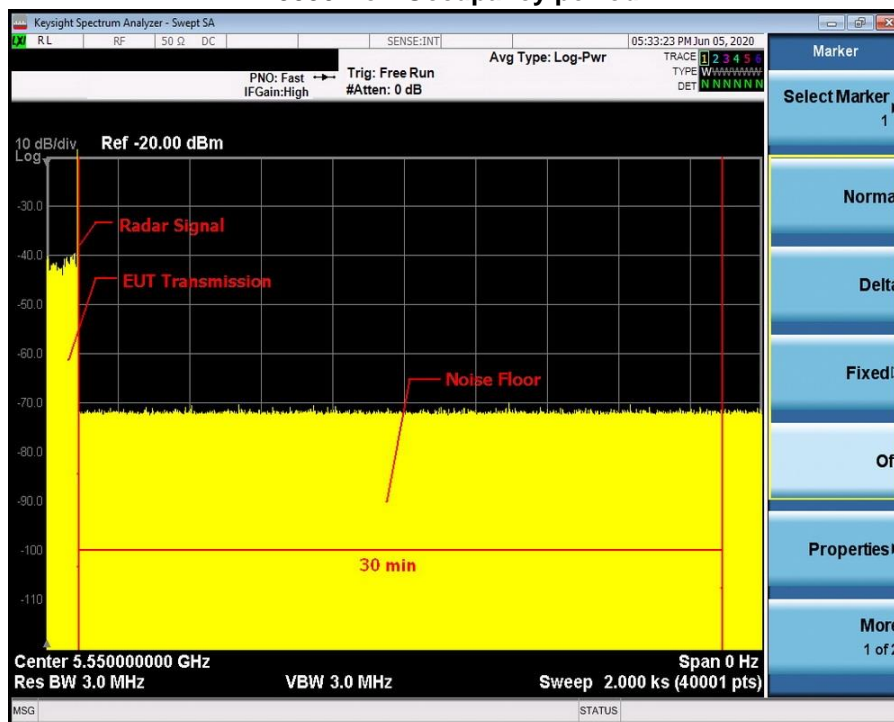 Keysight Spectrum Analyzer - Swept SA
LXI RL RF 50 Ω DC SENSE:INT 05:33:23 PM Jun 05, 2020
Avg Type: Log-Pwr
TRACE 1 2 3 4 5 6
TYPE W
DET N N N N N N
PNO: Fast
IFGain:High
Trig: Free Run
#Atten: 0 dB
10 dB/div
Log
Ref -20.00 dBm
-30.0
-40.0
-50.0
-60.0
-70.0
-80.0
-90.0
-100
-110
Radar Signal
EUT Transmission
Noise Floor
30 min
Center 5.550000000 GHz
Span 0 Hz
Res BW 3.0 MHz
VBW 3.0 MHz
Sweep 2.000 ks (40001 pts)
MSG
STATUS
Marker
Select Marker
1
Norma
Delta
Fixed
Of
Properties
More
1 of 2